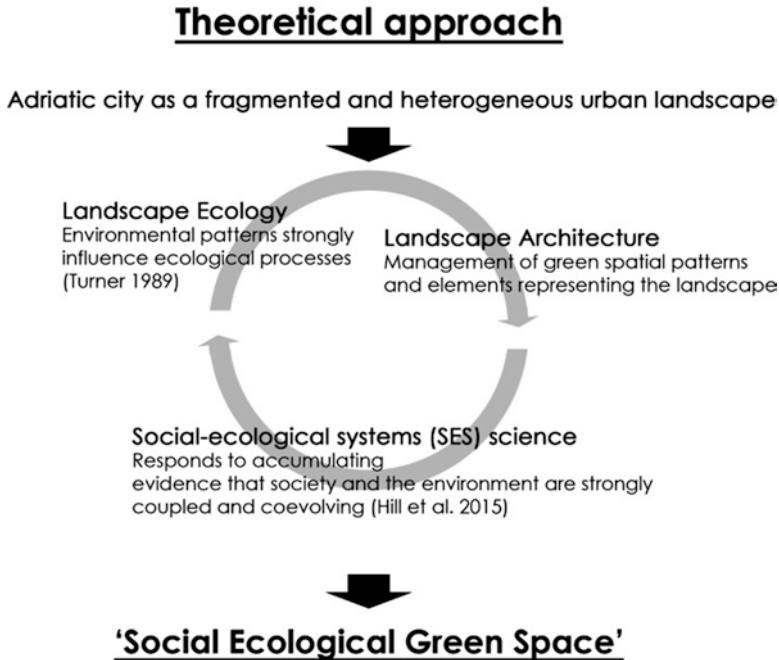 Theoretical approach
Adriatic city as a fragmented and heterogeneous urban landscape
Landscape Ecology
Environmental patterns strongly
influence ecological processes
(Turner 1989)
Landscape Architecture
Management of green spatial patterns
and elements representing the landscape
Social-ecological systems (SES) science
Responds to accumulating
evidence that society and the environment are strongly
coupled and coevolving (Hill et al. 2015)
‘Social Ecological Green Space’